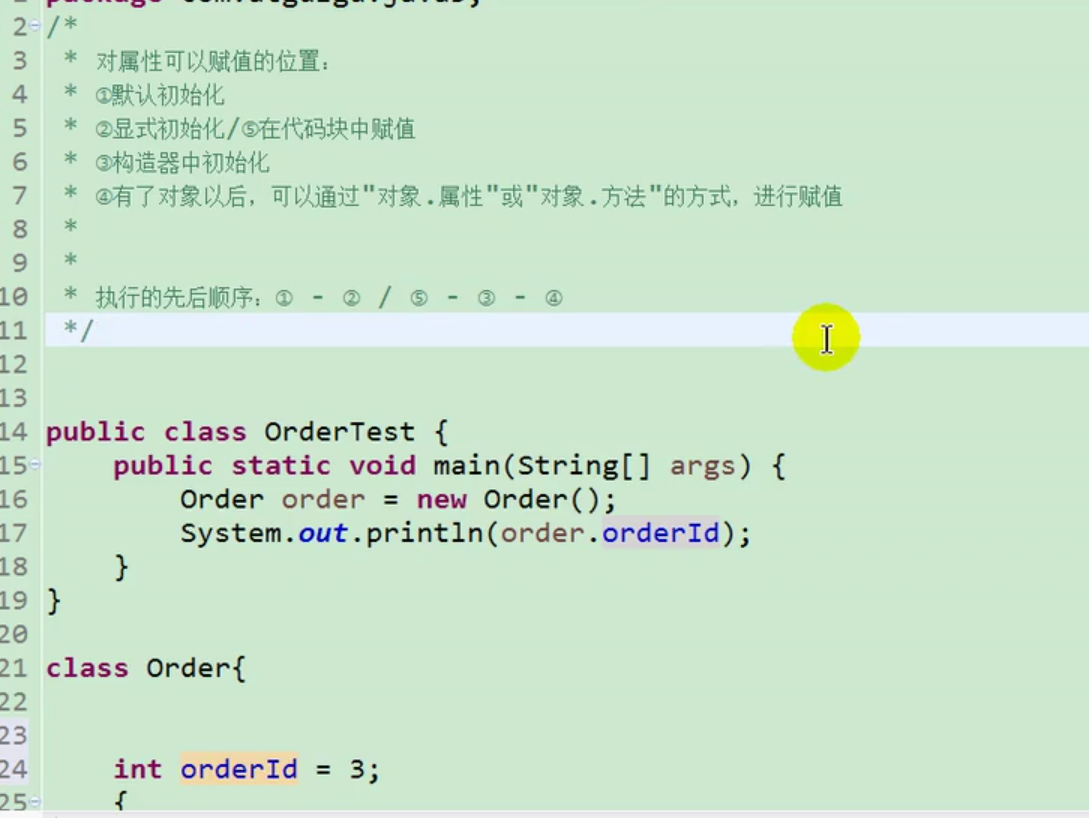 2 /*
3  * 对属性可以赋值的位置：
4  * ①默认初始化
5  * ②显式初始化/⑤在代码块中赋值
6  * ③构造器中初始化
7  * ④有了对象以后，可以通过"对象.属性"或"对象.方法"的方式，进行赋值
8  *
9  *
10  * 执行的先后顺序：① - ② / ⑤ - ③ - ④
11  */
12
13
14 public class OrderTest {
15     public static void main(String[] args) {
16         Order order = new Order();
17         System.out.println(order.orderId);
18     }
19 }
20
21 class Order{
22
23
24     int orderId = 3;
25     {